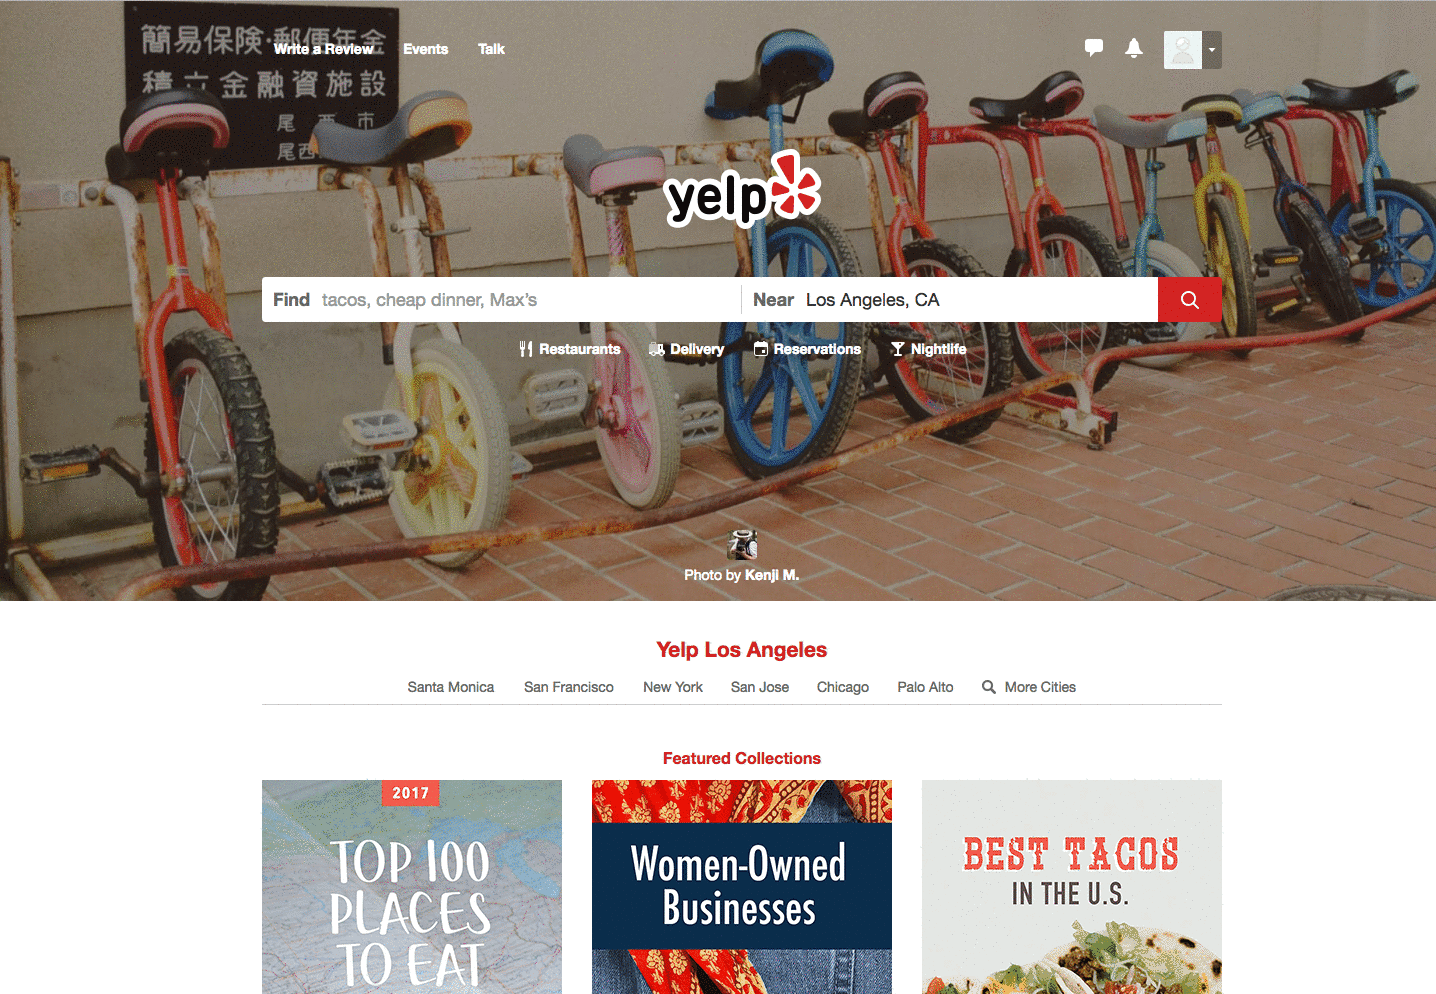 簡易保険·郵便年金
積立金融資施設
尾西市
尾西
Write a Review Events Talk
yelp
Find tacos, cheap dinner, Max’s Near Los Angeles, CA
Restaurants Delivery Reservations Nightlife
Photo by Kenji M.
Yelp Los Angeles
Santa Monica San Francisco New York San Jose Chicago Palo Alto More Cities
Featured Collections
2017
TOP 100
PLACES
TO EAT
Women-Owned
Businesses
BEST TACOS
IN THE U.S.